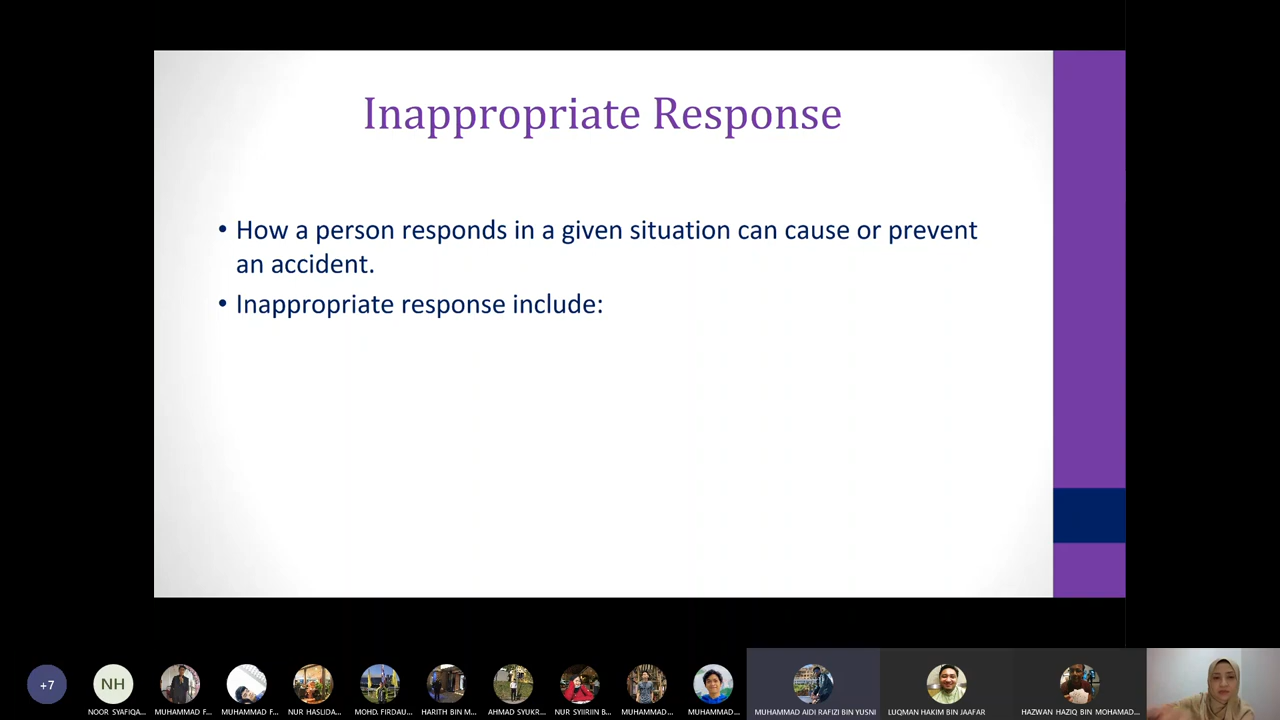 Inappropriate Response
• How a person responds in a given situation can cause or prevent
an accident.
• Inappropriate response include:
+7
NH
NOOR SYAFIQA...
MUHAMMAD F...
MUHAMMAD F...
NUR HASLIDA...
MOHD. FIRDAU...
HARITH BIN M...
AHMAD SYUKR...
NUR SYIRIIN B...
MUHAMMAD ...
MUHAMMAD...
MUHAMMAD AIDI RAFIZI BIN YUSNI
LUQMAN HAKIM BIN JAAFAR
HAZWAN HAZIQ BIN MOHAMAD...